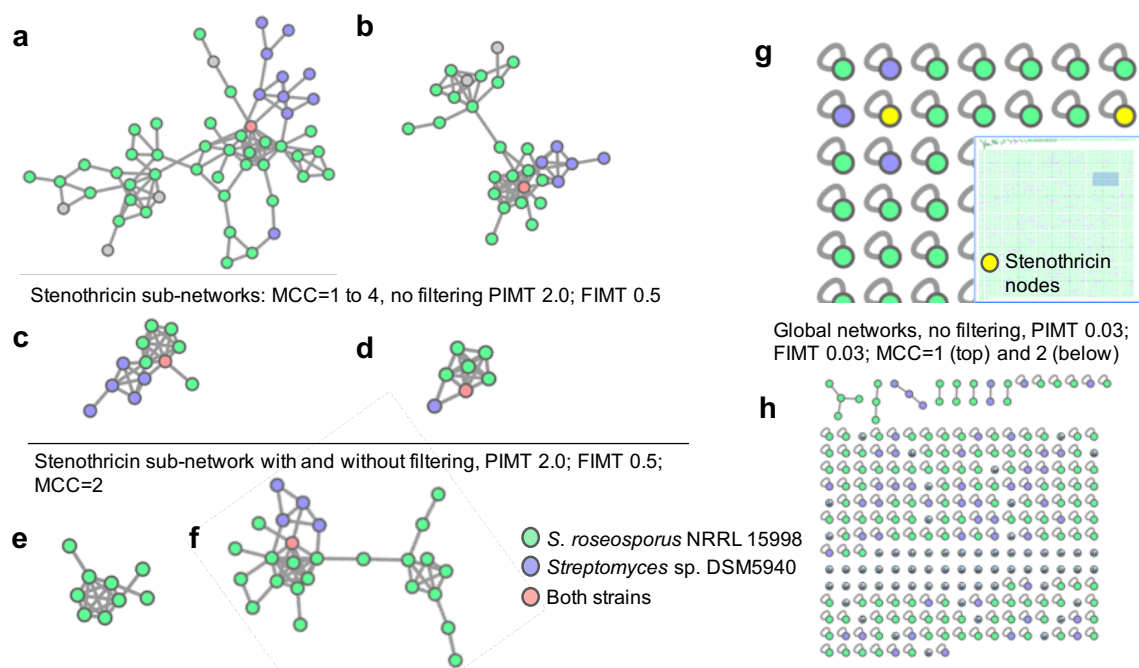 a
b
g
Stenothricin
nodes
Stenothricin sub-networks: MCC=1 to 4, no filtering PIMT 2.0; FIMT 0.5
Global networks, no filtering, PIMT 0.03;
FIMT 0.03; MCC=1 (top) and 2 (below)
c
d
h
Stenothricin sub-network with and without filtering, PIMT 2.0; FIMT 0.5;
MCC=2
e
f
S. roseosporus NRRL 15998
Streptomyces sp. DSM5940
Both strains